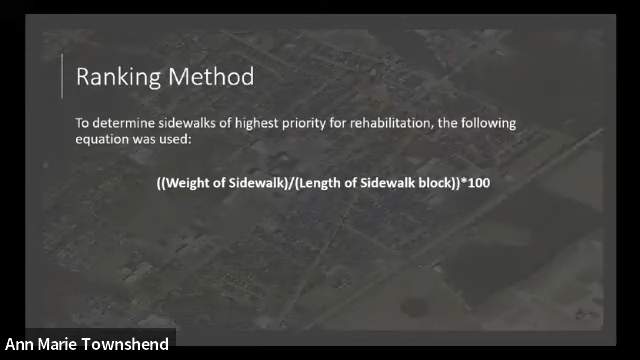 Ranking Method
To determine sidewalks of highest priority for rehabilitation, the following
equation was used:
((Weight of Sidewalk)/(Length of Sidewalk block))*100
Ann Marie Townshend